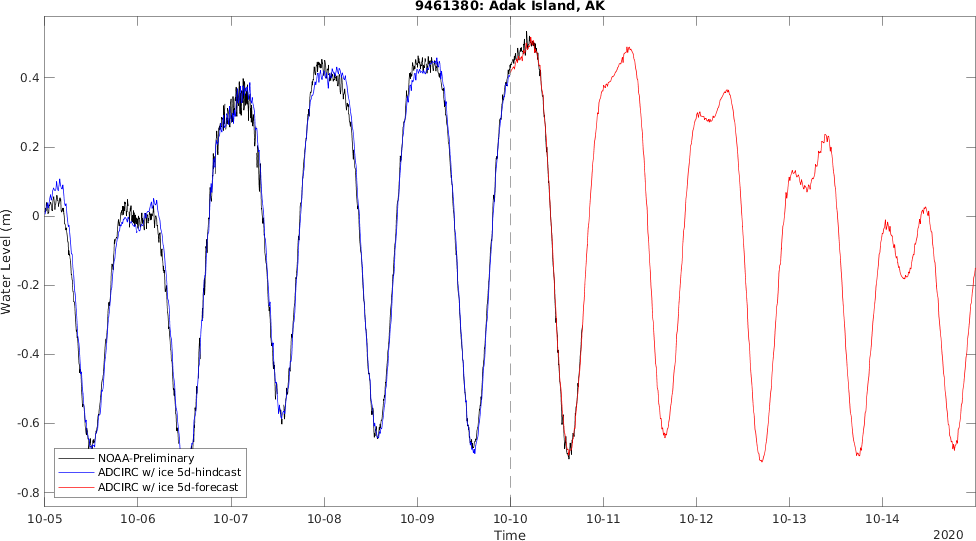 9461380: Adak Island, AK
Water Level (m)
0.4
0.2
0
-0.2
-0.4
-0.6
-0.8
NOAA-Preliminary
ADCIRC w/ ice 5d-hindcast
ADCIRC w/ ice 5d-forecast
10-05 10-06 10-07 10-08 10-09 10-10 10-11 10-12 10-13 10-14
Time
2020